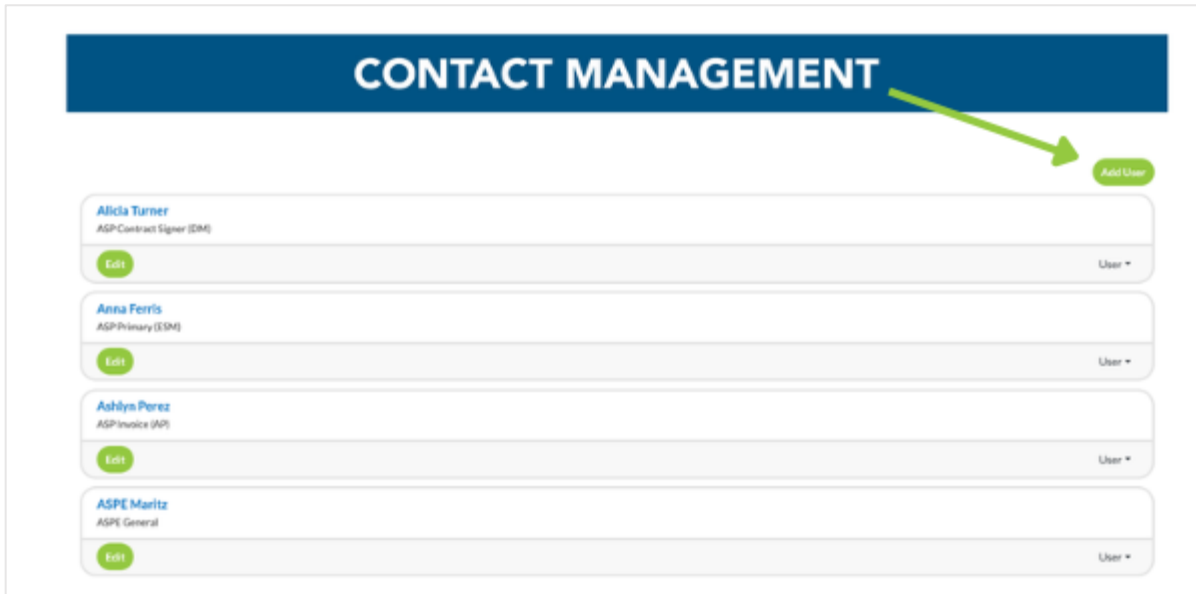 CONTACT MANAGEMENT
Add User
Alicia Turner
ASP Contract Signer (DM)
Edit
User
Anna Ferris
ASP Primary (ESM)
Edit
User
Ashlyn Perez
ASP Invoice (AP)
Edit
User
ASPE Maritz
ASPE General
Edit
User